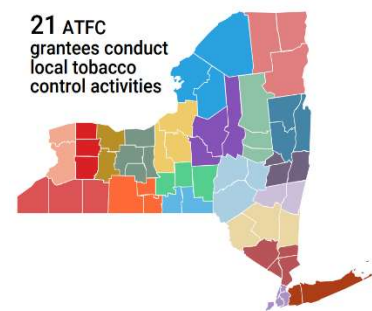 21 ATFC
grantees conduct
local tobacco
control activities